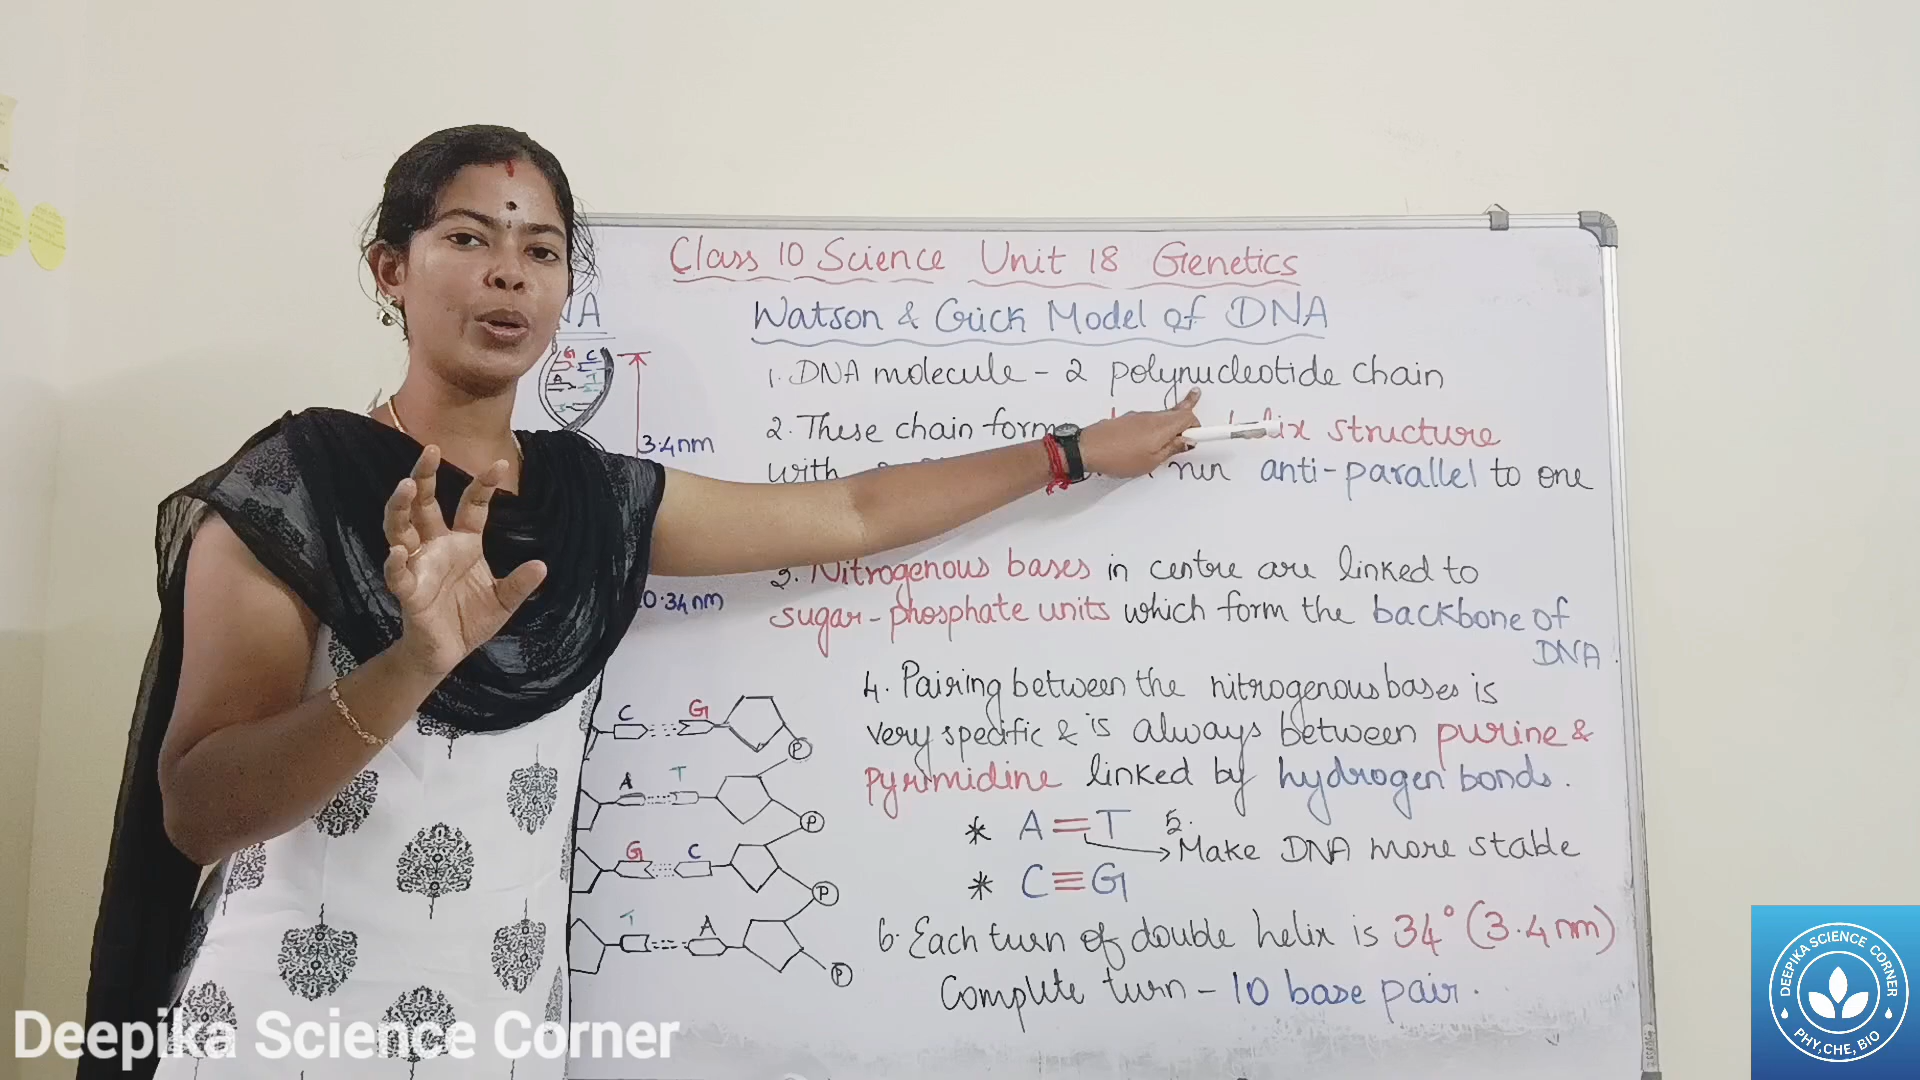 Class 10 Science Unit 18 Genetics
Watson & Crick Model of DNA
1. DNA molecule - 2 polynucleotide chain
2. These chain form helix structure
with anti-parallel to one
3. Nitrogenous bases in centre are linked to
sugar-phosphate units which form the backbone of
DNA.
4. Pairing between the nitrogenous bases is
very specific & is always between purine &
pyrimidine linked by hydrogen bonds.
* A = T 5.
Make DNA more stable
* C ≡ G
6. Each turn of double helix is 34° (3.4 nm)
Complete turn - 10 base pair.
G C
A T
3.4nm
0.34nm
C G
P
A T
P
G C
P
T A
P
Deepika Science Corner
DEEPIKA SCIENCE CORNER
PHY, CHE, BIO